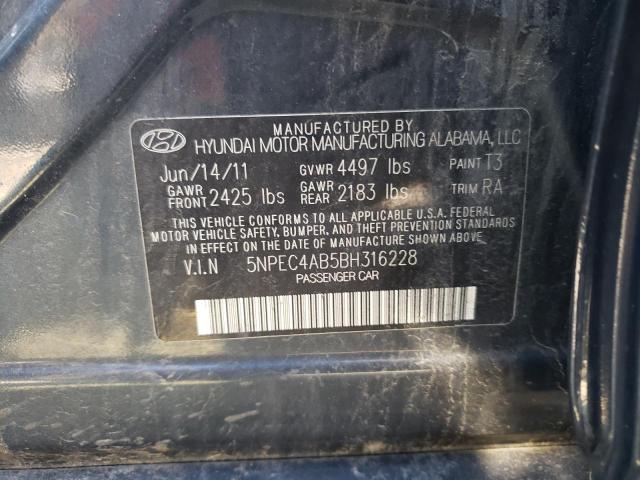 MANUFACTURED BY
HYUNDAI MOTOR MANUFACTURING ALABAMA, LLC
Jun/14/11 GVWR 4497 lbs PAINT T3
GAWR FRONT 2425 lbs GAWR REAR 2183 lbs TRIM RA
THIS VEHICLE CONFORMS TO ALL APPLICABLE U.S.A. FEDERAL
MOTOR VEHICLE SAFETY, BUMPER, AND THEFT PREVENTION STANDARDS
IN EFFECT ON THE DATE OF MANUFACTURE SHOWN ABOVE.
V.I.N 5NPEC4AB5BH316228
PASSENGER CAR